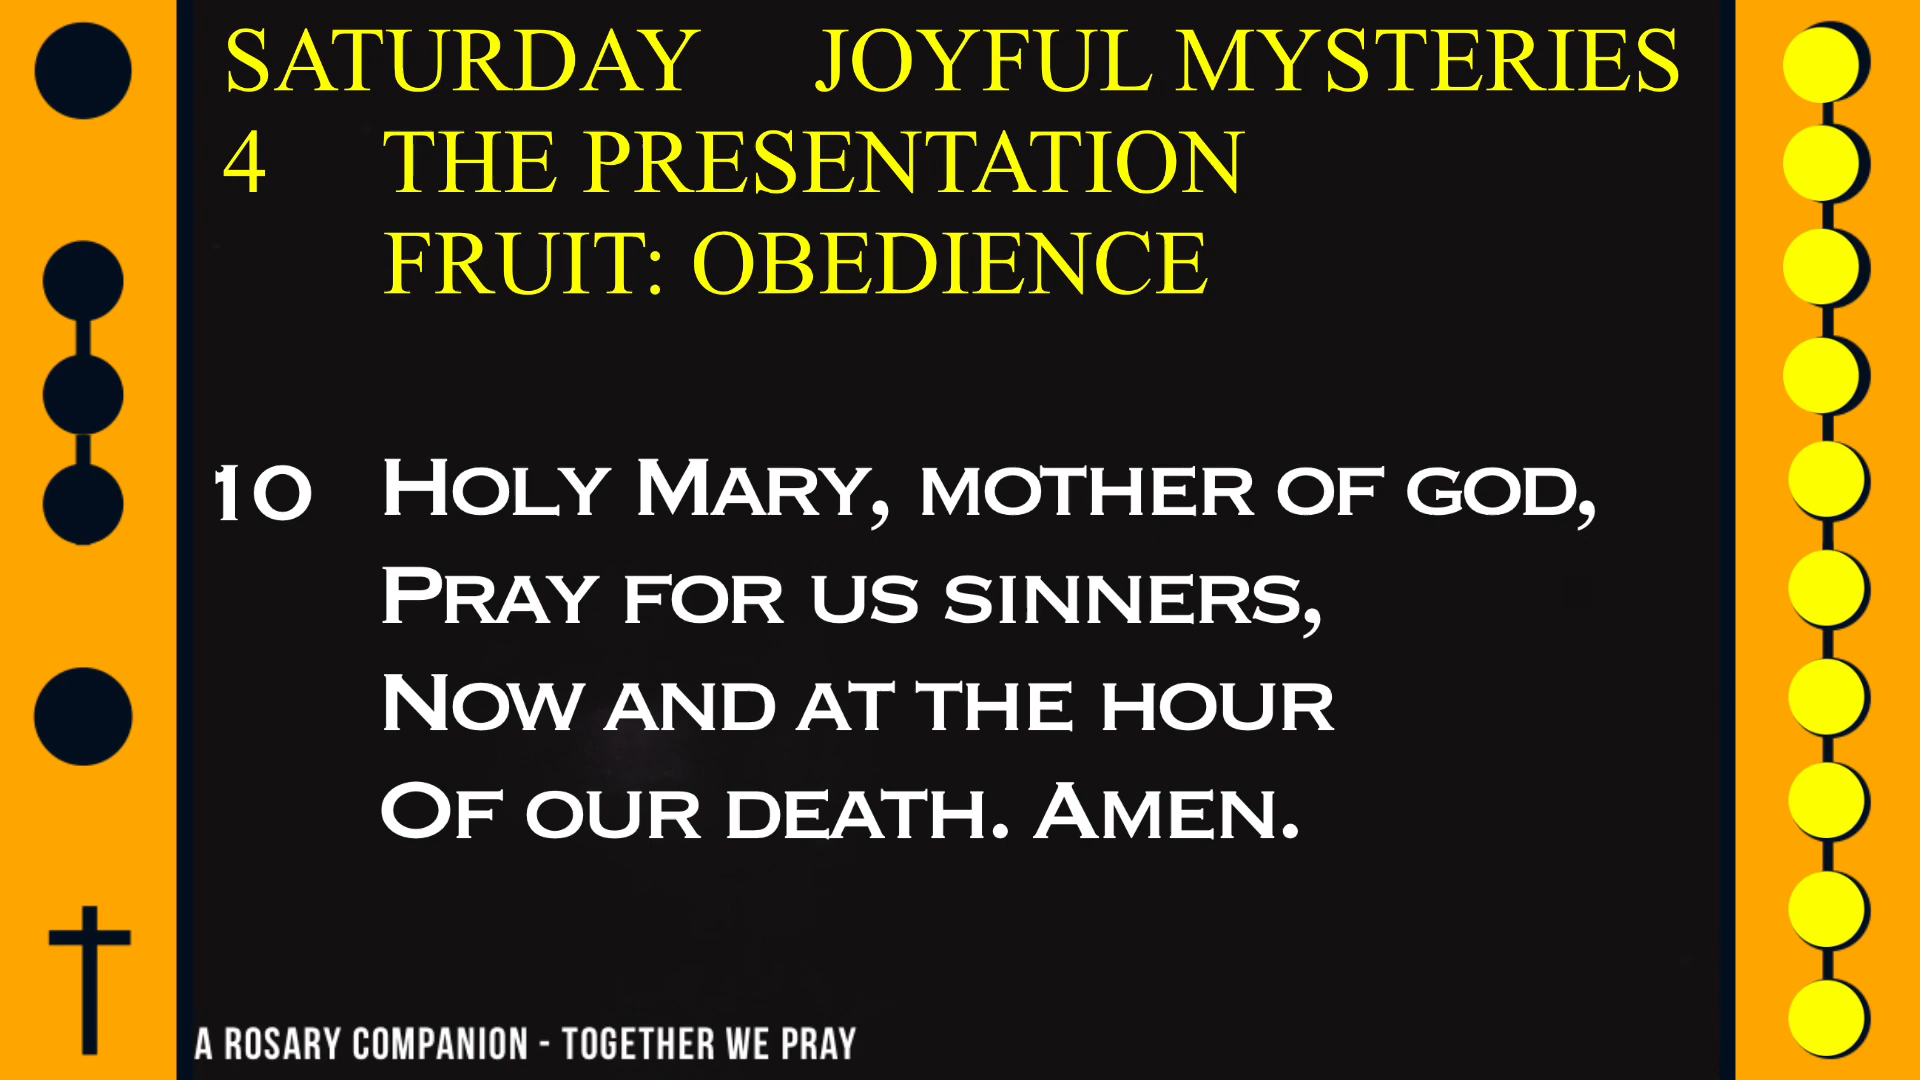 SATURDAY JOYFUL MYSTERIES
4 THE PRESENTATION
FRUIT: OBEDIENCE
10 HOLY MARY, MOTHER OF GOD,
PRAY FOR US SINNERS,
NOW AND AT THE HOUR
OF OUR DEATH. AMEN.
A ROSARY COMPANION - TOGETHER WE PRAY